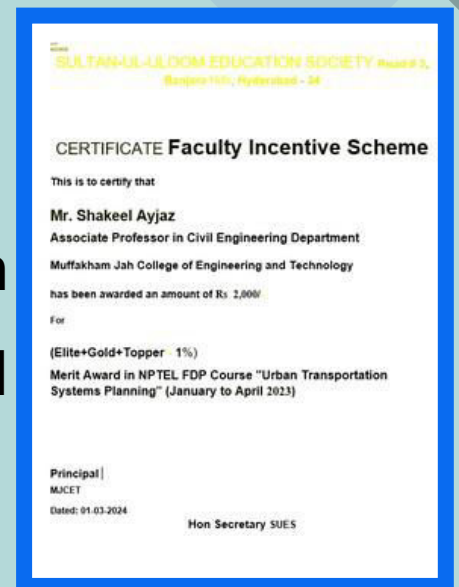 SULTAN-UL-ULOOM EDUCATION SOCIETY Road # 3,
Banjara Hills, Hyderabad - 34
CERTIFICATE Faculty Incentive Scheme
This is to certify that
Mr. Shakeel Ayjaz
Associate Professor in Civil Engineering Department
Muffakham Jah College of Engineering and Technology
has been awarded an amount of Rs 2,000/
For
(Elite+Gold+Topper - 1%)
Merit Award in NPTEL FDP Course "Urban Transportation
Systems Planning" (January to April 2023)
Principal
MJCET
Dated: 01-03-2024
Hon Secretary SUES